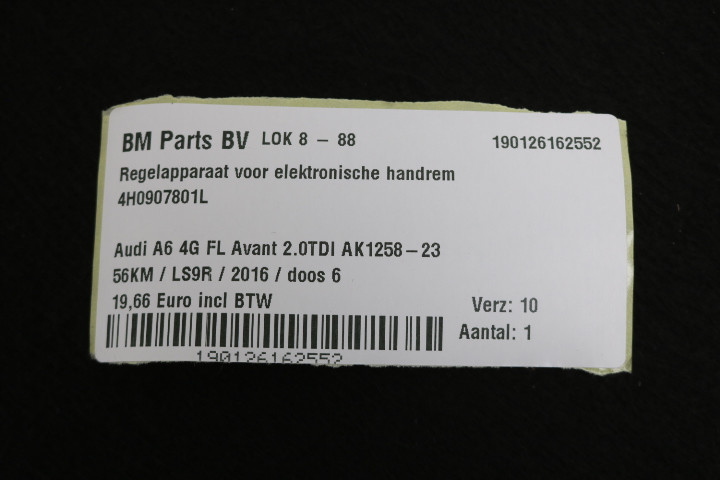 BM Parts BV LOK 8 – 88 190126162552
Regelapparaat voor elektronische handrem
4H0907801L
Audi A6 4G FL Avant 2.0TDI AK1258–23
56KM / LS9R / 2016 / doos 6
19,66 Euro incl BTW
Verz: 10
Aantal: 1
190126162552